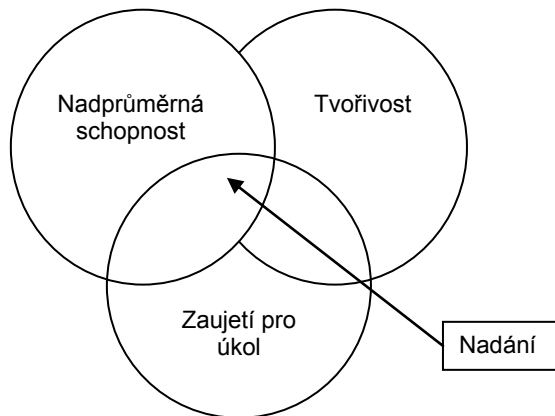 Nadprůměrná
schopnost
Tvořivost
Zaujetí pro
úkol
Nadání